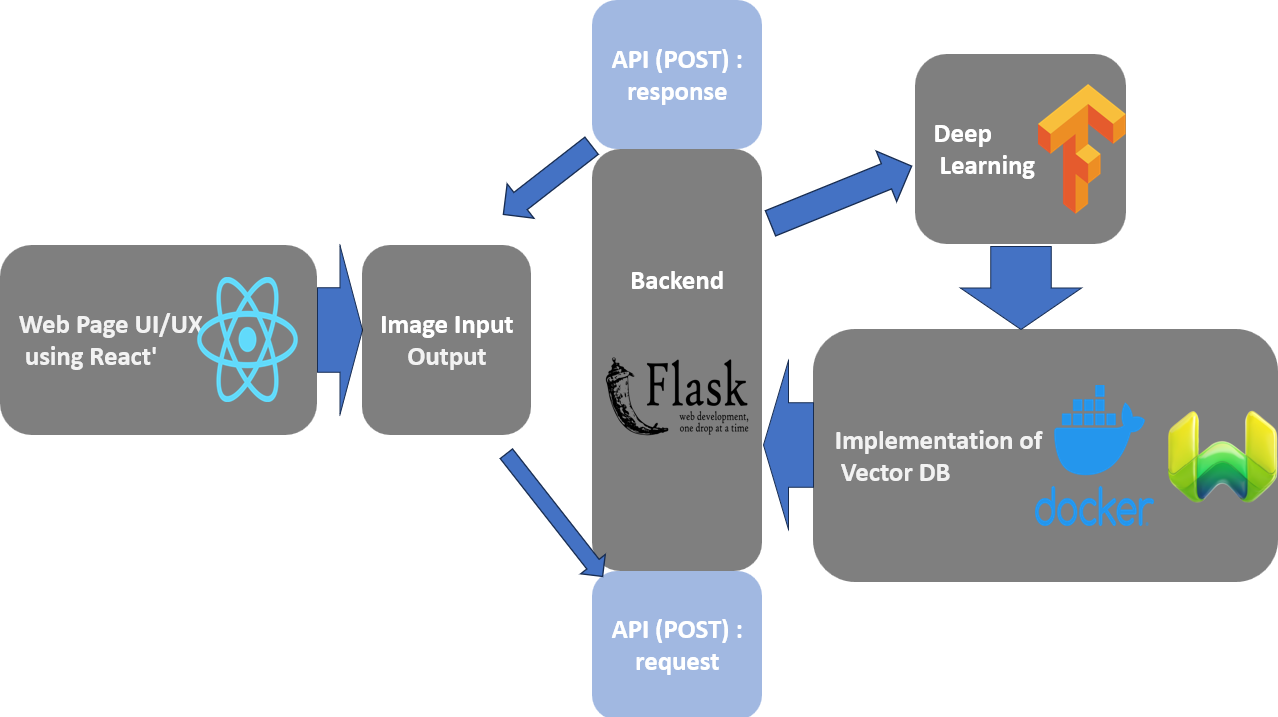 API (POST) :
response
Deep
Learning
Backend
Web Page UI/UX
using React'
Image Input
Output
Flask
web development,
one drop at a time
Implementation of
Vector DB
docker
API (POST) :
request